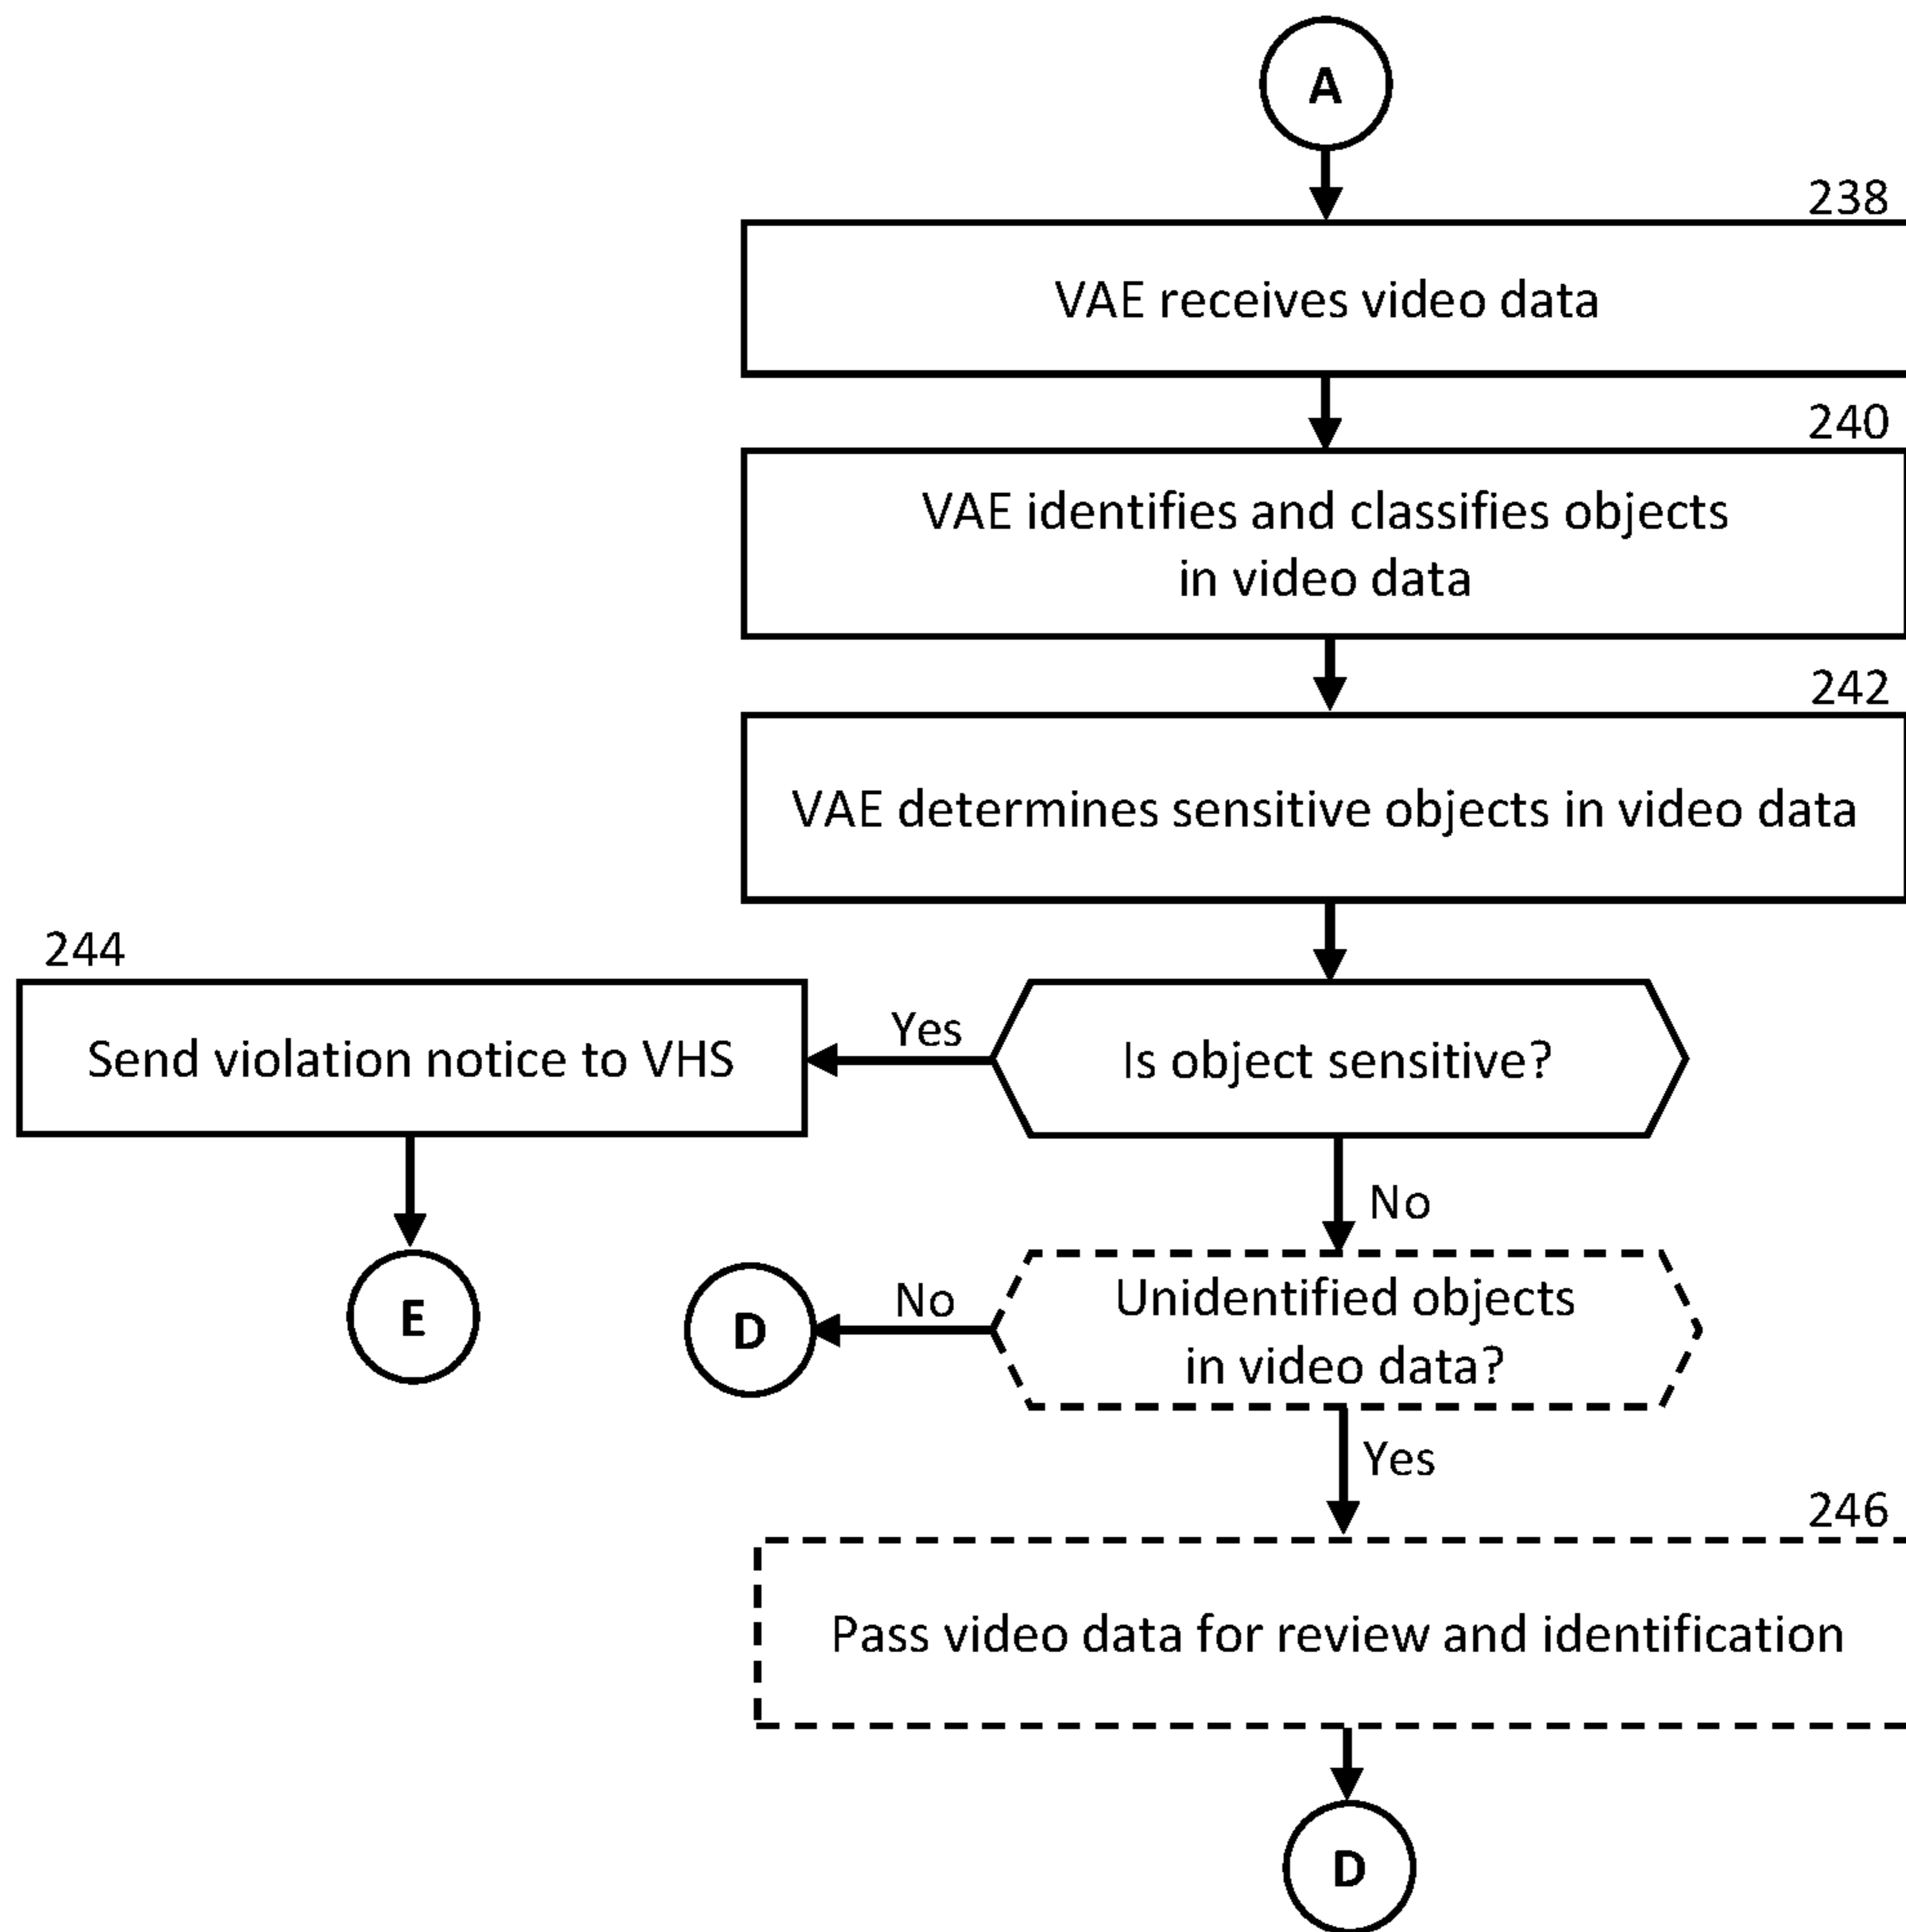 A
238
VAE receives video data
240
VAE identifies and classifies objects
in video data
242
VAE determines sensitive objects in video data
244
Send violation notice to VHS
Yes
Is object sensitive?
No
E
D
No
Unidentified objects
in video data?
Yes
246
Pass video data for review and identification
D